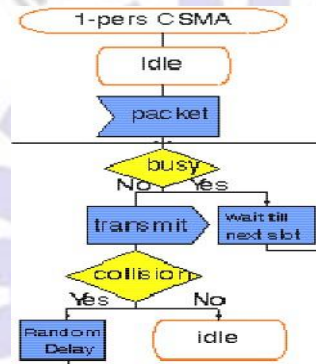 1-pers CSMA
Idle
packet
busy
No
Yes
transmit
Wait till
next slot
collision
Yes
No
Random
Delay
idle